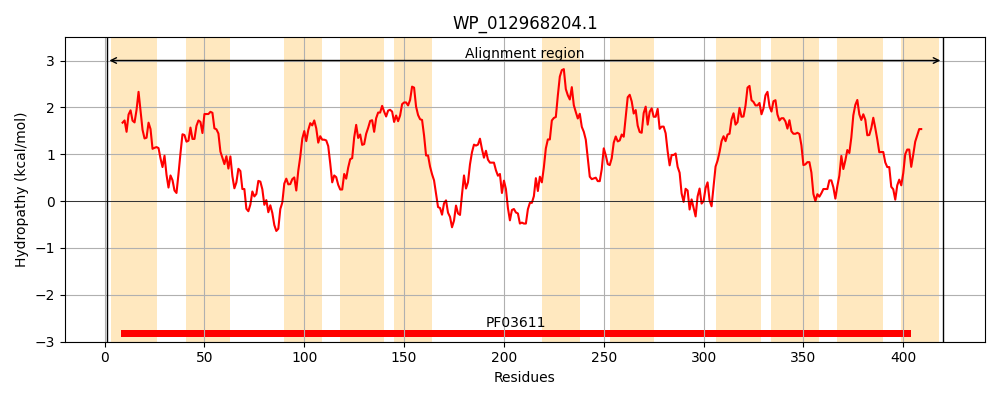 WP_012968204.1
Alignment region
3
2
1
0
−1
−2
−3
Hydropathy (kcal/mol)
PF03611
0 50 100 150 200 250 300 350 400
Residues